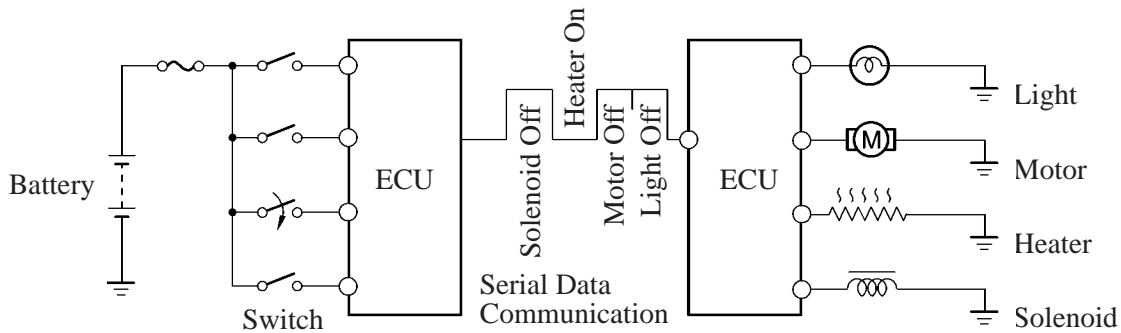 Battery
Switch
ECU
Solenoid Off
Heater On
Motor Off
Light Off
Serial Data
Communication
ECU
M
Light
Motor
Heater
Solenoid